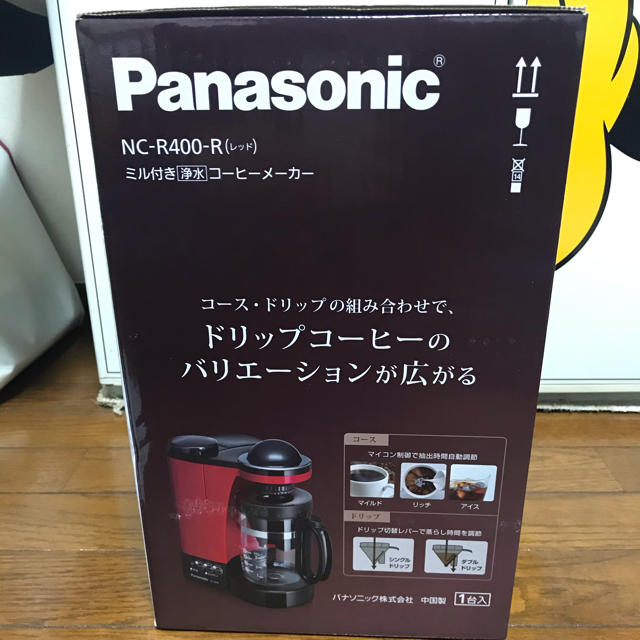 Panasonic®
NC-R400-R(レッド)
ミル付き 浄水 コーヒーメーカー
14
コース・ドリップの組み合わせで、
ドリップコーヒーの
バリエーションが広がる
コース
マイコン制御で抽出時間自動調節
マイルド リッチ アイス
ドリップ
ドリップ切替レバーで蒸らし時間を調節
シングルドリップ ダブルドリップ
Panasonic
パナソニック株式会社 中国製 1台入